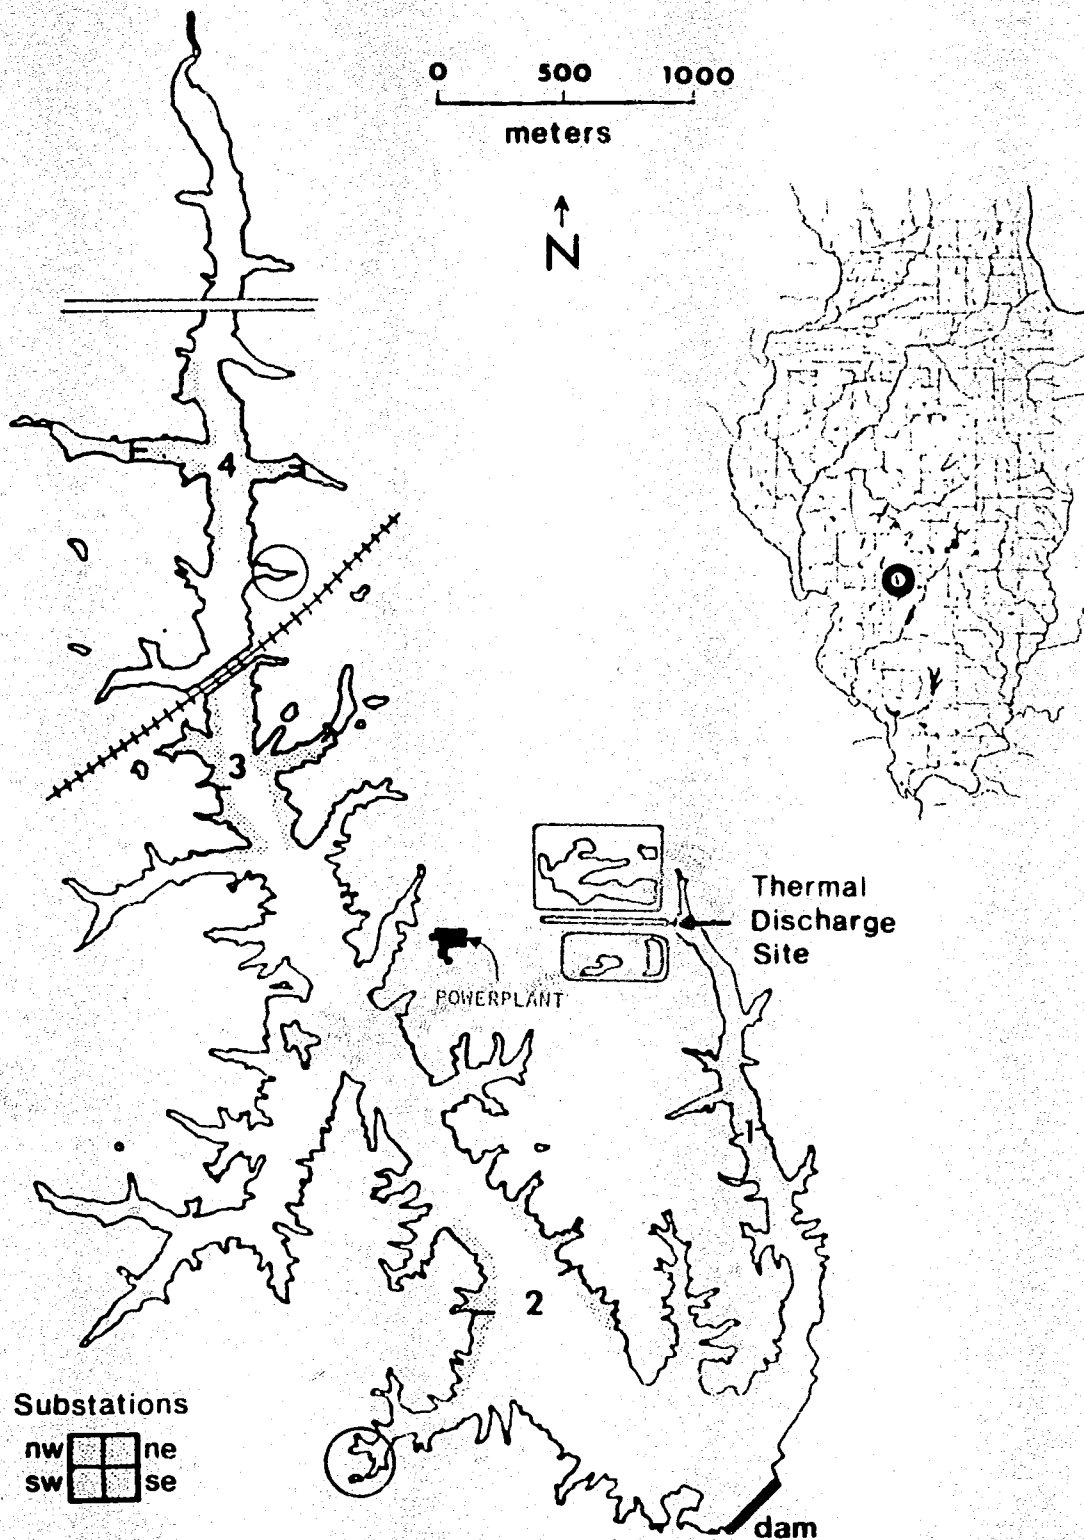 0 500 1000
meters
N
4
3
Thermal
Discharge
Site
POWERPLANT
1
2
Substations
nw ne
sw se
dam